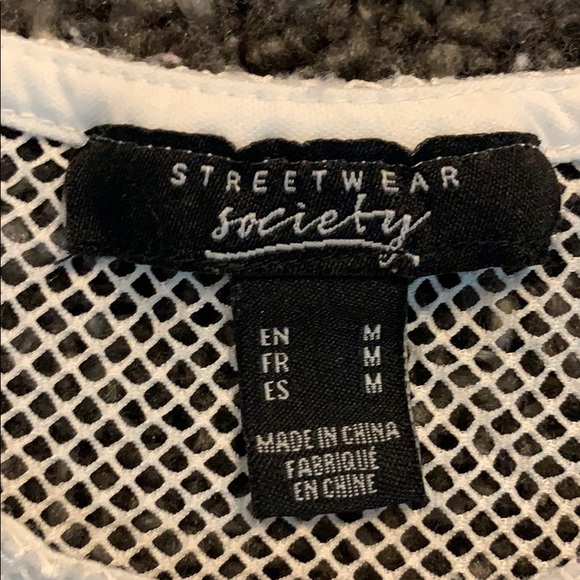 STREETWEAR
society
EN M
FR M
ES M
MADE IN CHINA
FABRIQUÉ
EN CHINE